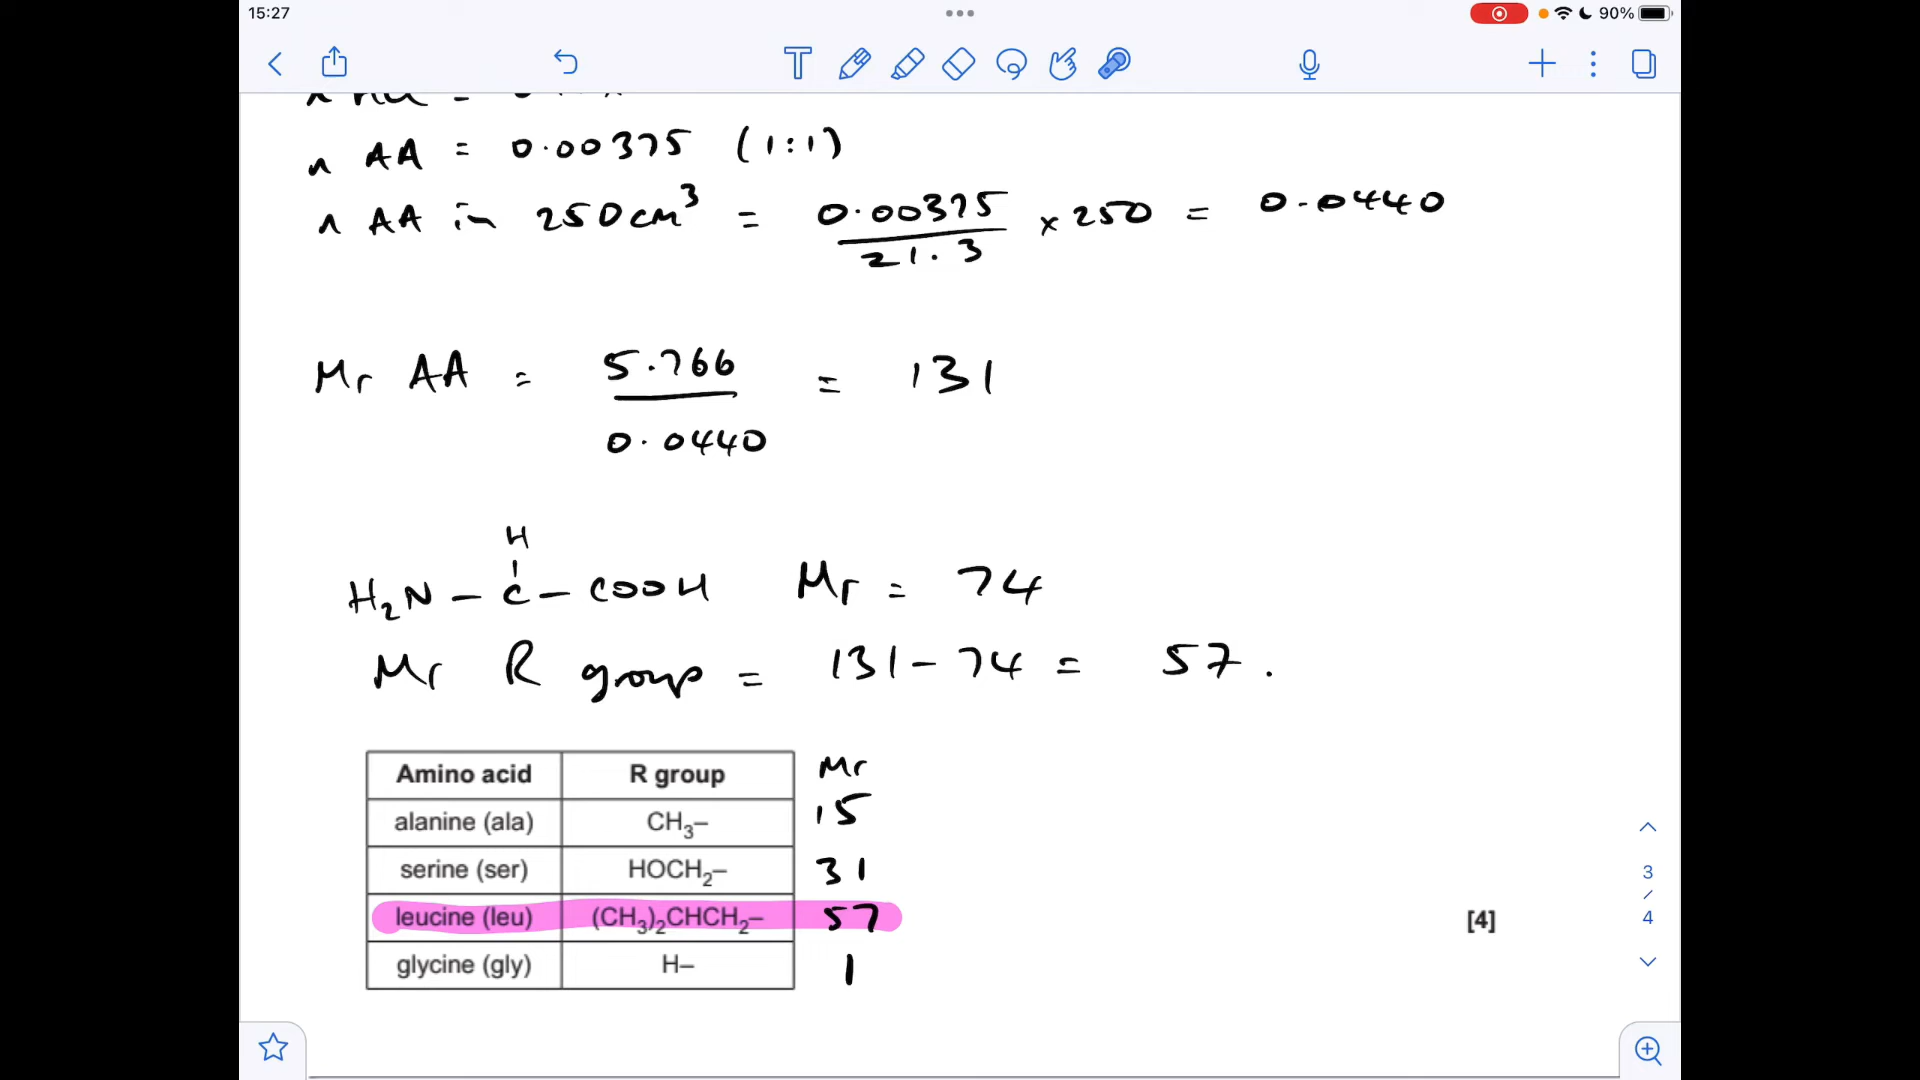 15:27
90%
T
n AA = 0.00375 (1:1)
n AA in 250cm³ = 0.00375 / 21.3 × 250 = 0.0440
Mr AA = 5.766 / 0.0440 = 131
H
H₂N – C – COOH Mr = 74
Mr R group = 131 – 74 = 57.
Amino acid R group Mr
alanine (ala) CH₃– 15
serine (ser) HOCH₂– 31
leucine (leu) (CH₃)₂CHCH₂– 57
[4]
glycine (gly) H– 1
3
/
4